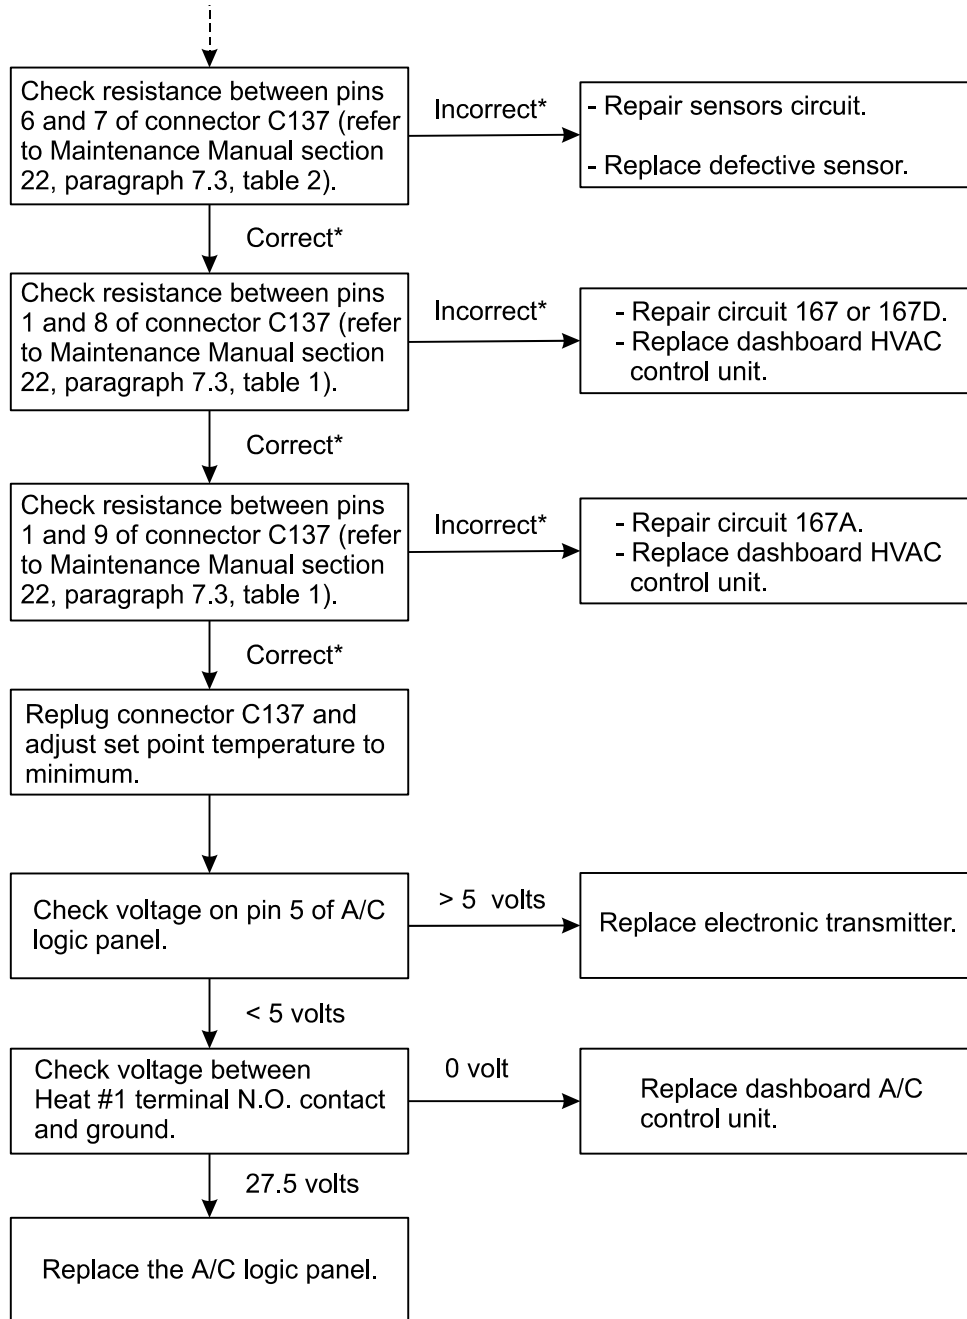 Check resistance between pins
6 and 7 of connector C137 (refer
to Maintenance Manual section
22, paragraph 7.3, table 2).
Incorrect*
- Repair sensors circuit.
- Replace defective sensor.
Correct*
Check resistance between pins
1 and 8 of connector C137 (refer
to Maintenance Manual section
22, paragraph 7.3, table 1).
Incorrect*
- Repair circuit 167 or 167D.
- Replace dashboard HVAC
control unit.
Correct*
Check resistance between pins
1 and 9 of connector C137 (refer
to Maintenance Manual section
22, paragraph 7.3, table 1).
Incorrect*
- Repair circuit 167A.
- Replace dashboard HVAC
control unit.
Correct*
Replug connector C137 and
adjust set point temperature to
minimum.
Check voltage on pin 5 of A/C
logic panel.
> 5 volts
Replace electronic transmitter.
< 5 volts
Check voltage between
Heat #1 terminal N.O. contact
and ground.
0 volt
Replace dashboard A/C
control unit.
27.5 volts
Replace the A/C logic panel.